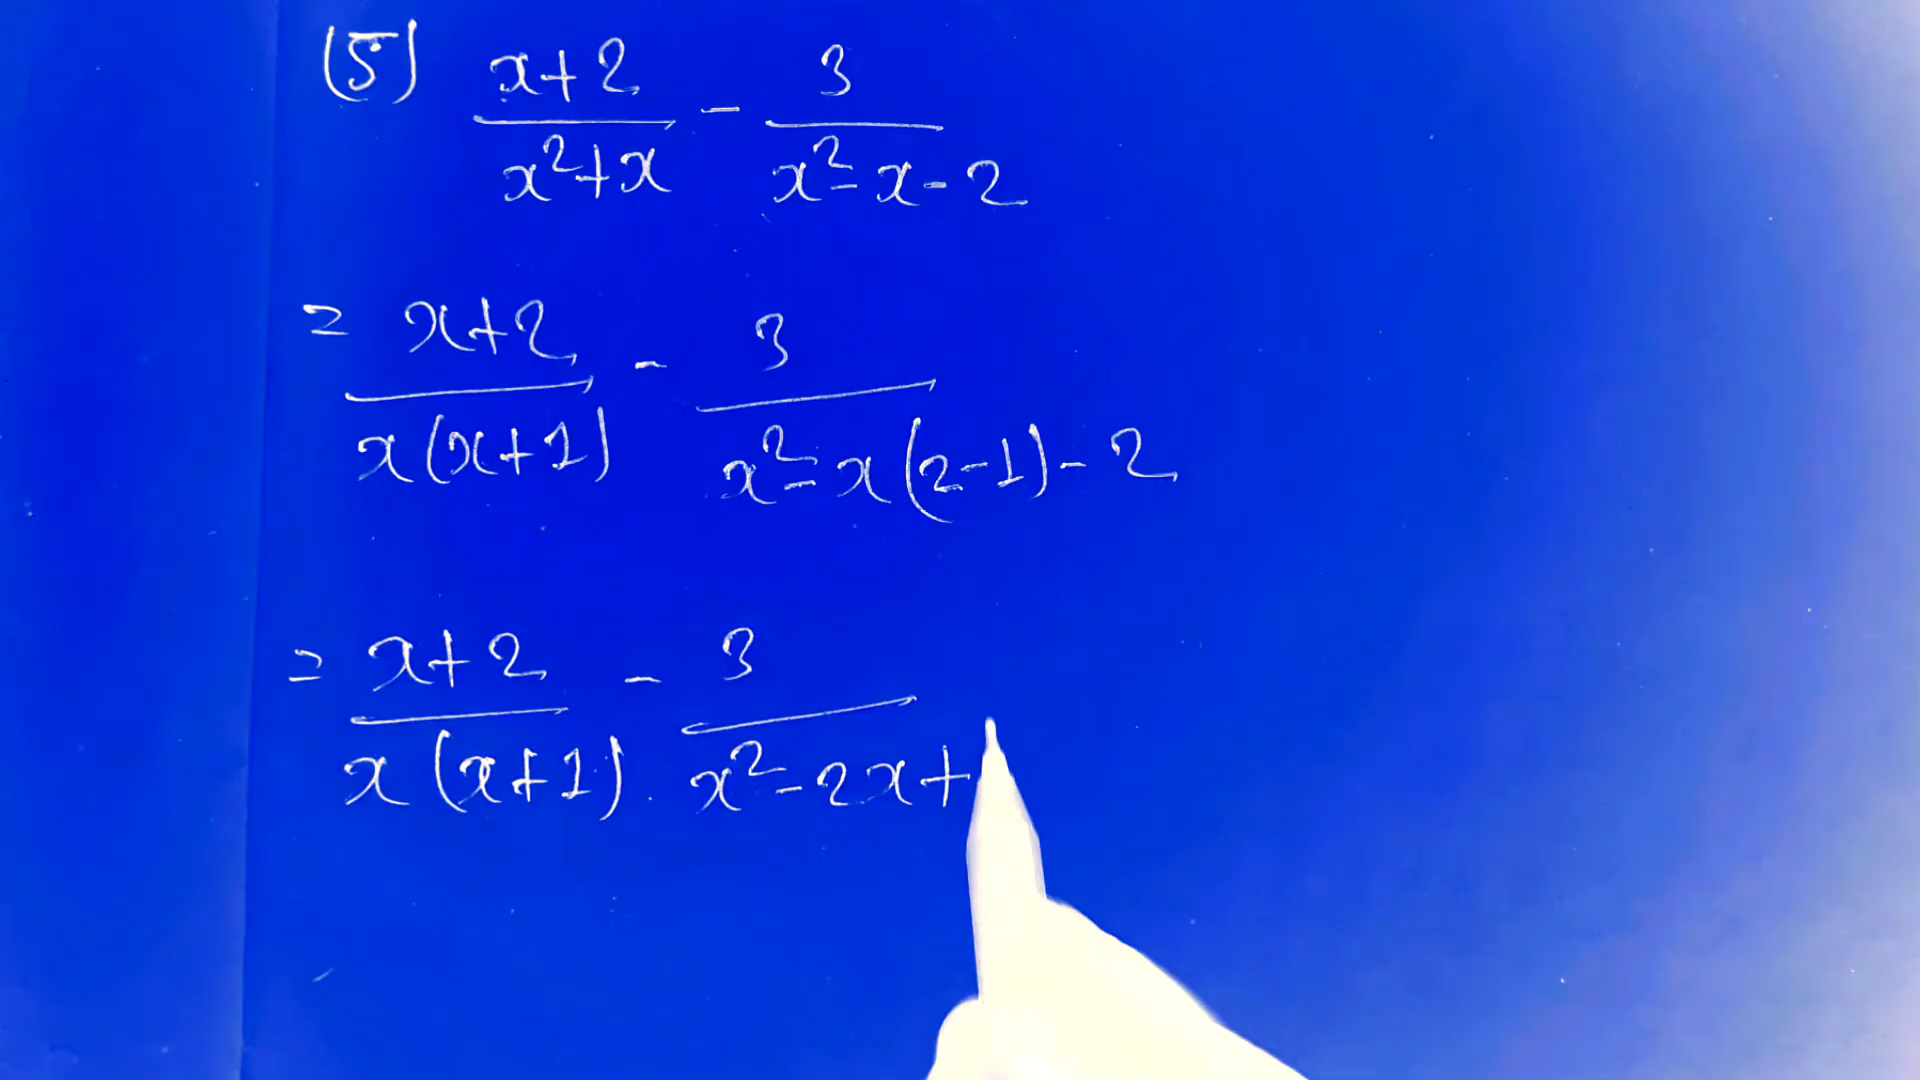 (5) x+2 / x²+x - 3 / x²-x-2
= x+2 / x(x+1) - 3 / x²-x(2-1)-2
= x+2 / x(x+1) - 3 / x²-2x+